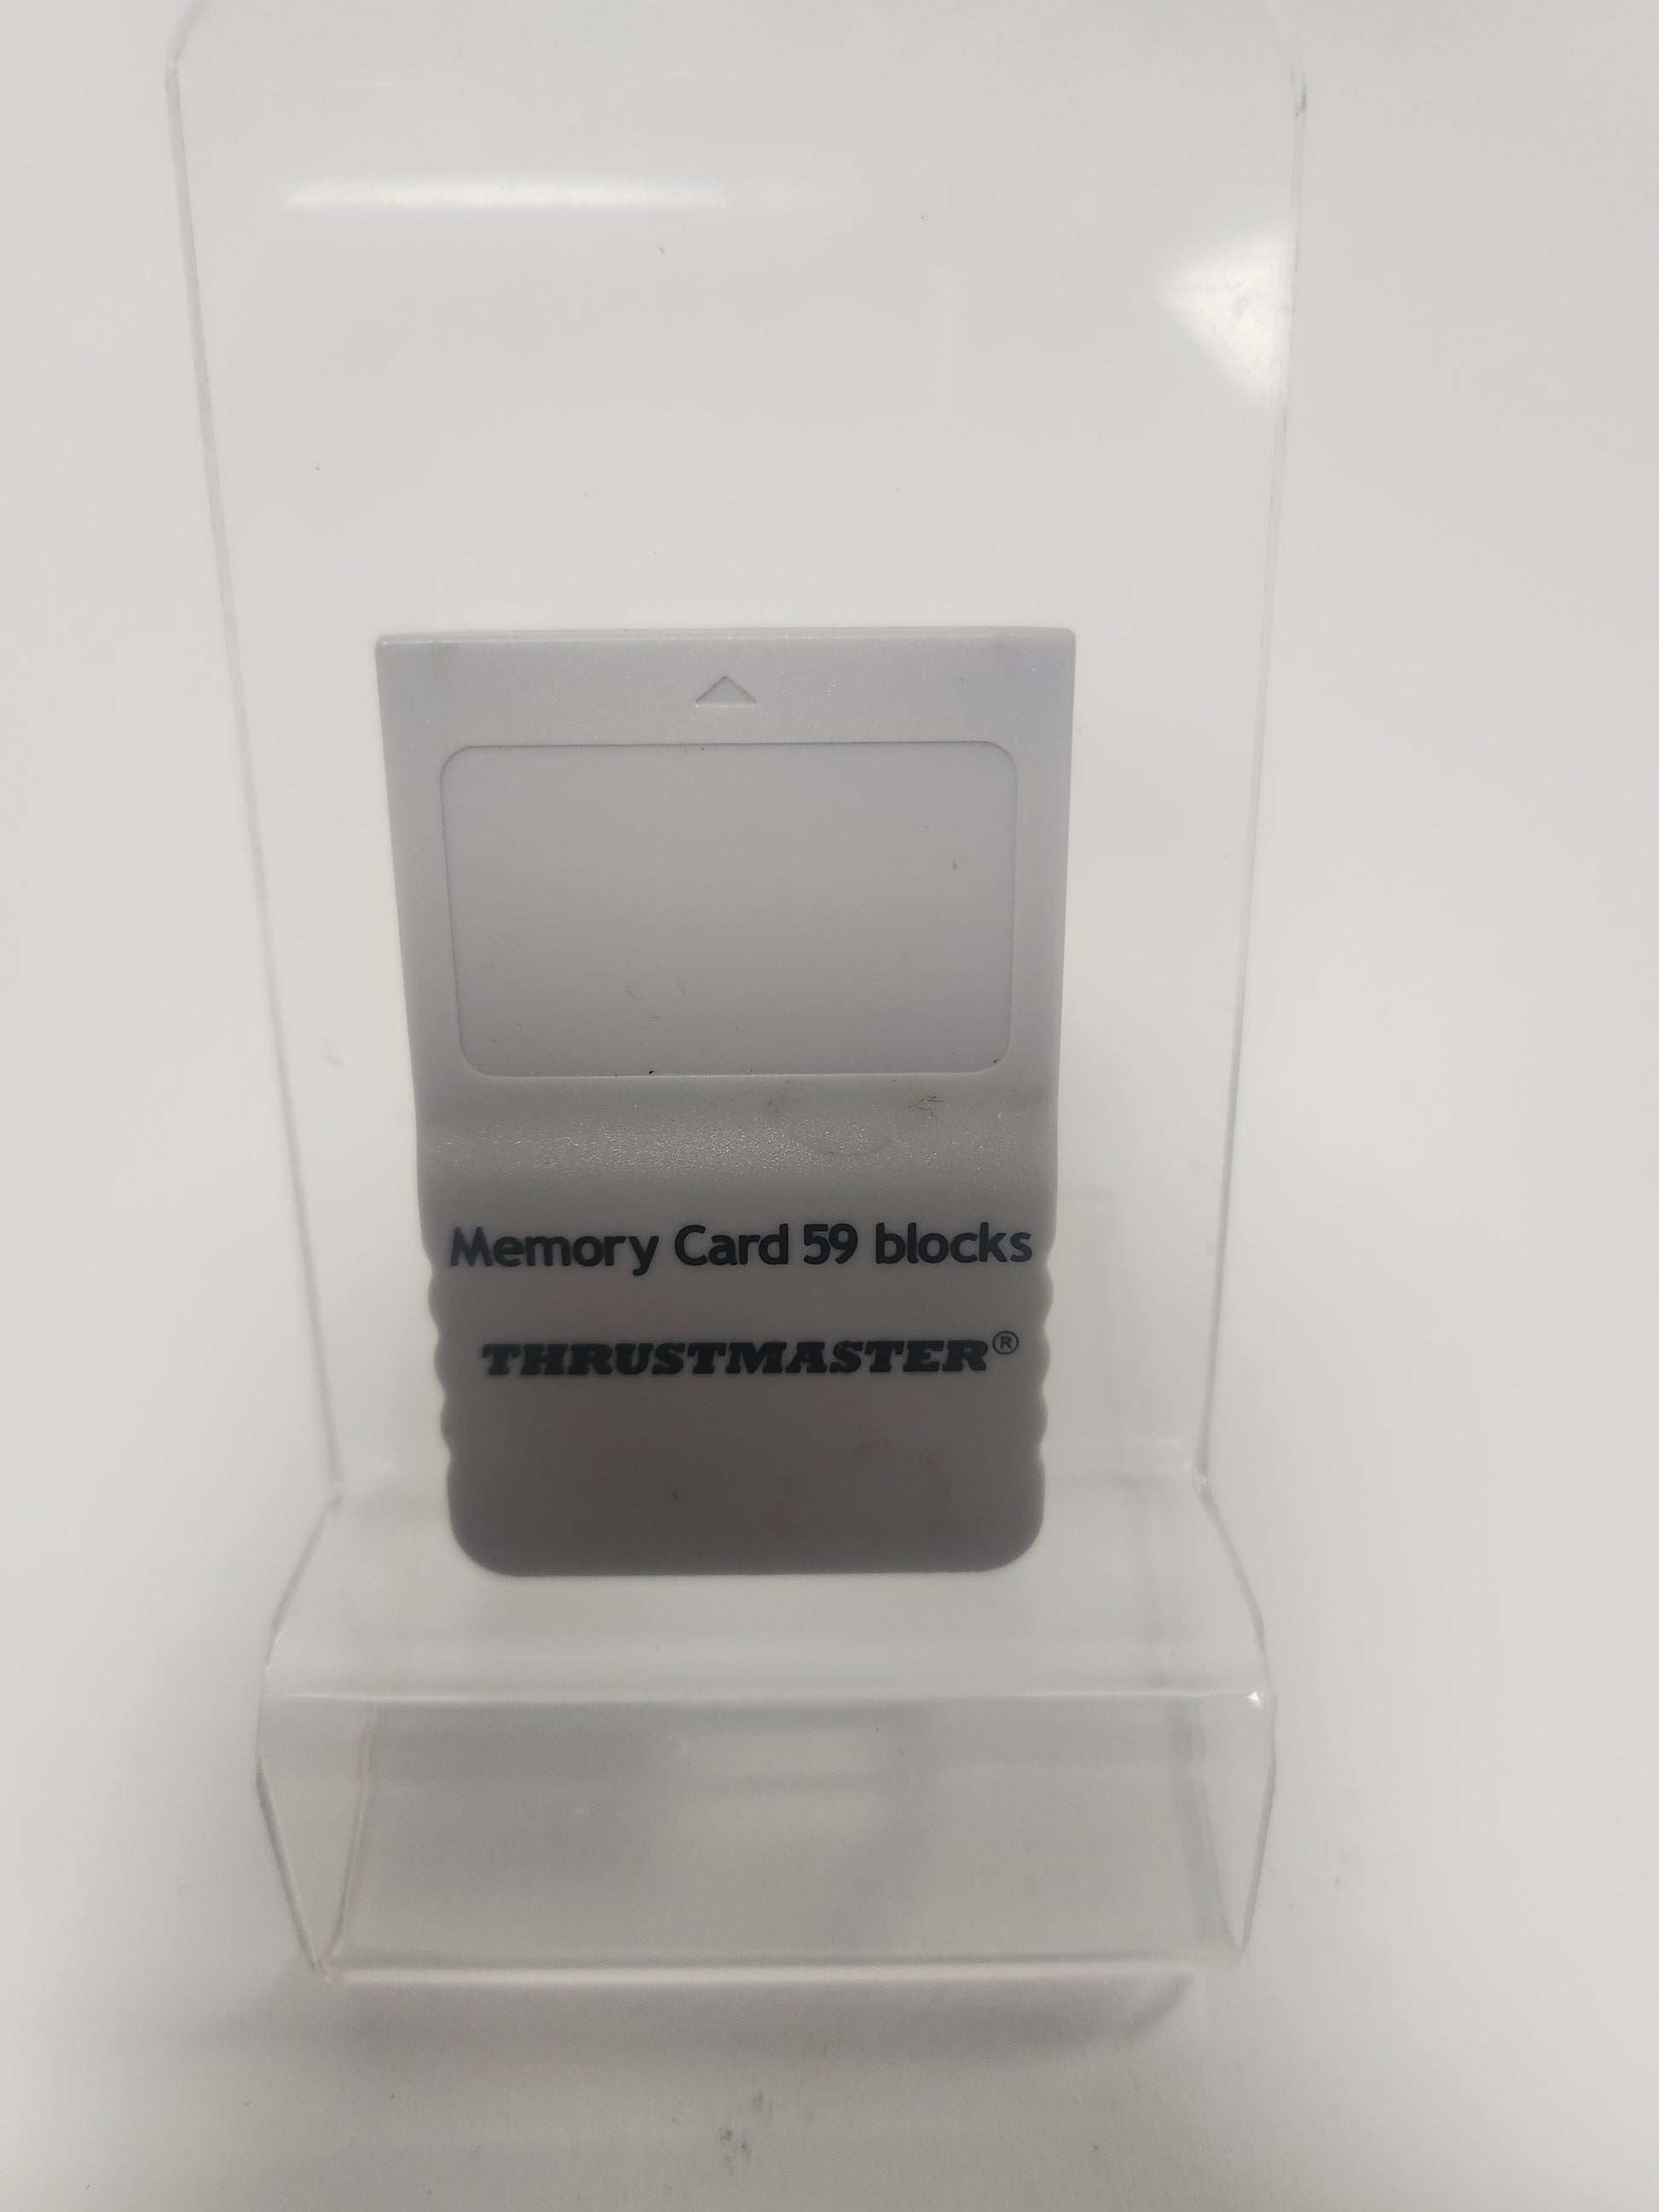 Memory Card 59 blocks
THRUSTMASTER®